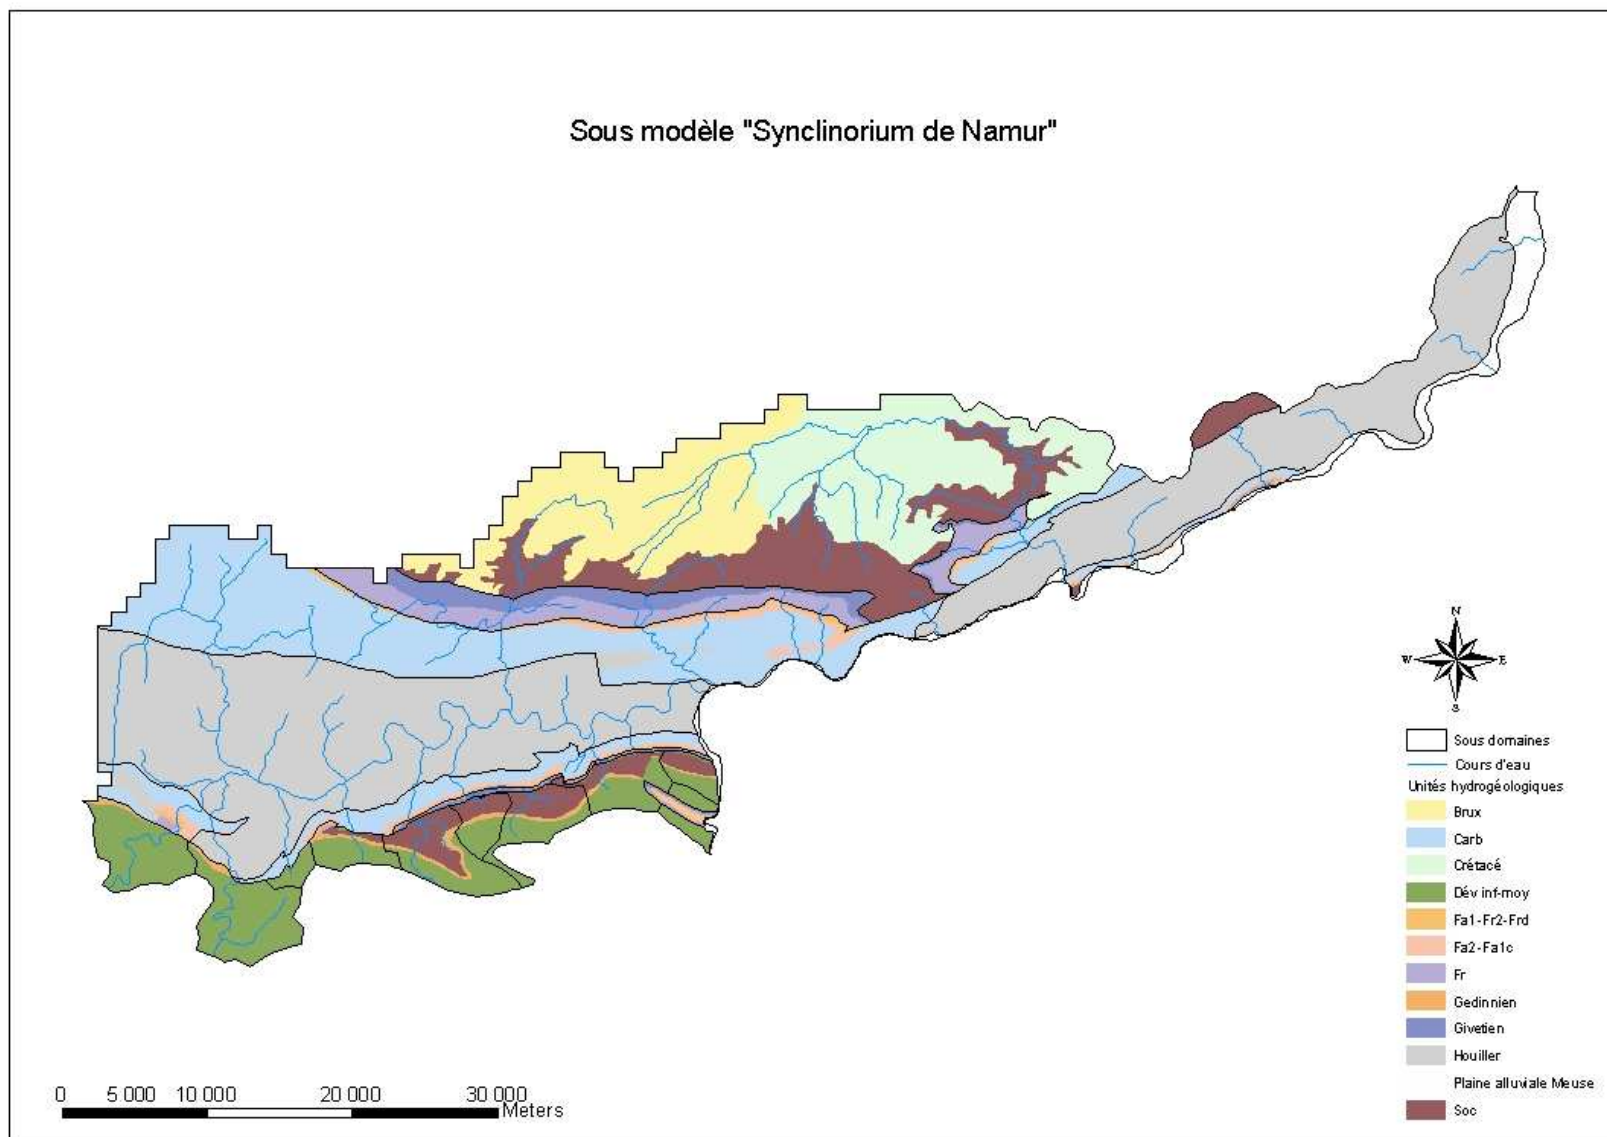 Sous modèle "Synclinorium de Namur"
N
W E
S
Sous domaines
Cours d'eau
Unités hydrogéologiques
Brux
Carb
Crétacé
Dév inf-moy
Fa1-Fr2-Frd
Fa2-Fa1c
Fr
Gedinnien
Givetien
Houiller
Plaine alluviale Meuse
Soc
0 5 000 10 000 20 000 30 000
Meters